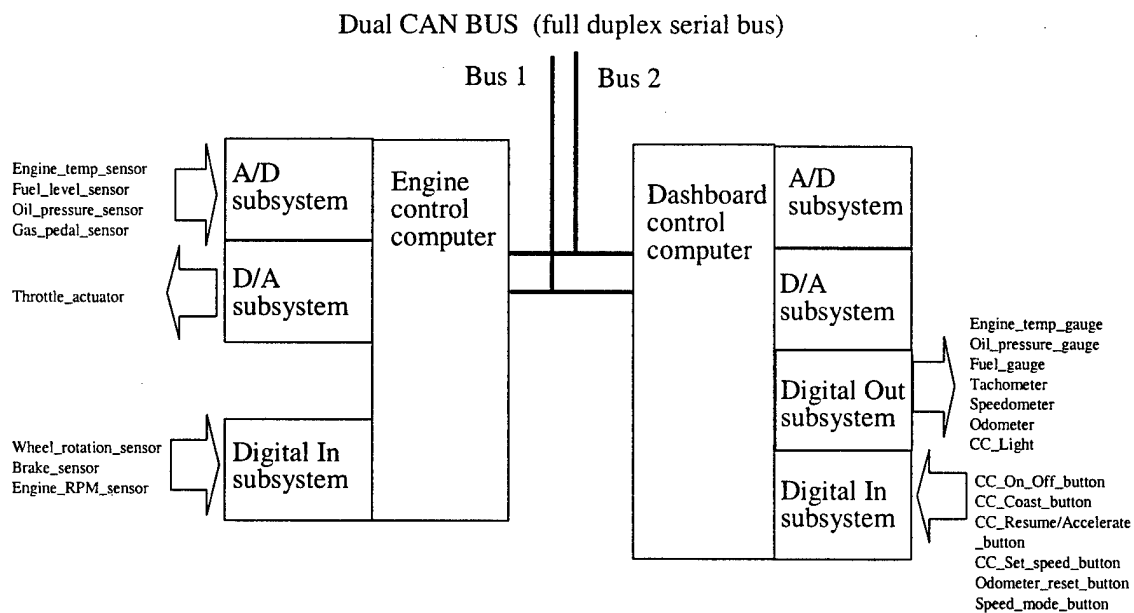 Dual CAN BUS (full duplex serial bus)
Bus 1
Bus 2
Engine_temp_sensor
Fuel_level_sensor
Oil_pressure_sensor
Gas_pedal_sensor
A/D
subsystem
Engine
control
computer
Throttle_actuator
D/A
subsystem
Wheel_rotation_sensor
Brake_sensor
Engine_RPM_sensor
Digital In
subsystem
Dashboard
control
computer
A/D
subsystem
D/A
subsystem
Digital Out
subsystem
Engine_temp_gauge
Oil_pressure_gauge
Fuel_gauge
Tachometer
Speedometer
Odometer
CC_Light
Digital In
subsystem
CC_On_Off_button
CC_Coast_button
CC_Resume/Accelerate
_button
CC_Set_speed_button
Odometer_reset_button
Speed_mode_button